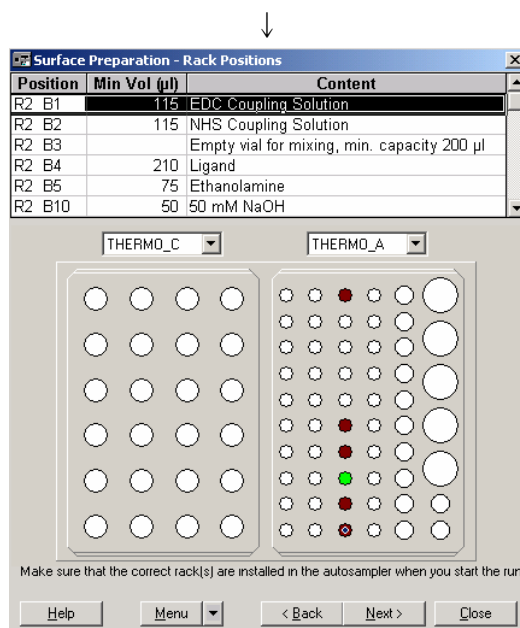 Surface Preparation - Rack Positions
Position Min Vol (µl) Content
R2 B1 115 EDC Coupling Solution
R2 B2 115 NHS Coupling Solution
R2 B3 Empty vial for mixing, min. capacity 200 µl
R2 B4 210 Ligand
R2 B5 75 Ethanolamine
R2 B10 50 50 mM NaOH
THERMO_C THERMO_A
Make sure that the correct rack(s) are installed in the autosampler when you start the run
Help Menu < Back Next > Close